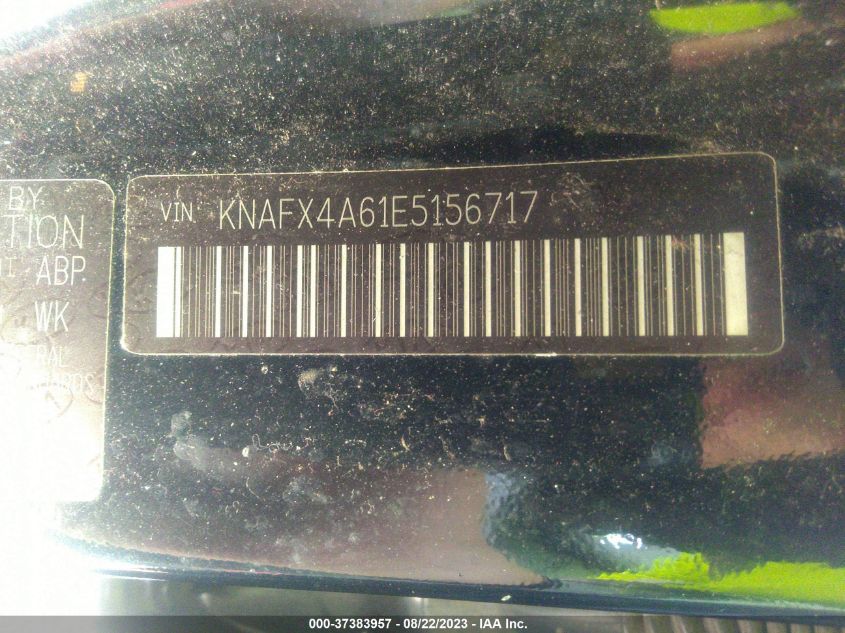 BY
TION
ABP
WK
VIN KNAFX4A61E5156717
000-37383957 - 08/22/2023 - IAA Inc.